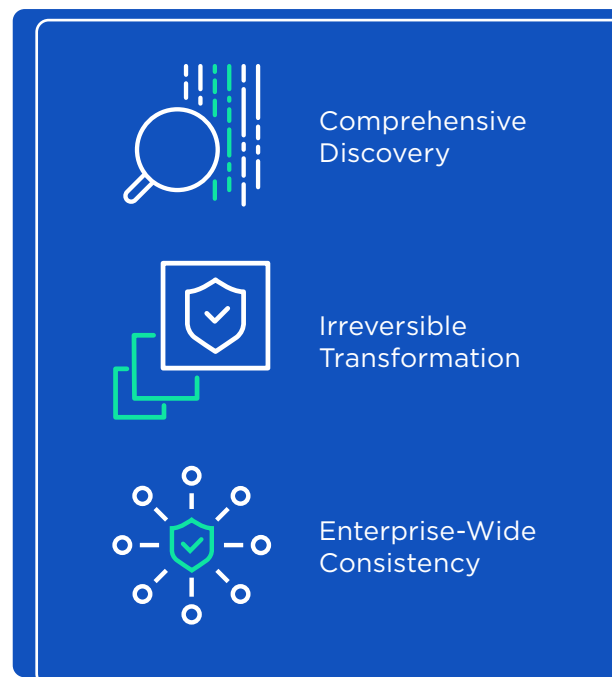 Comprehensive
Discovery
Irreversible
Transformation
Enterprise-Wide
Consistency